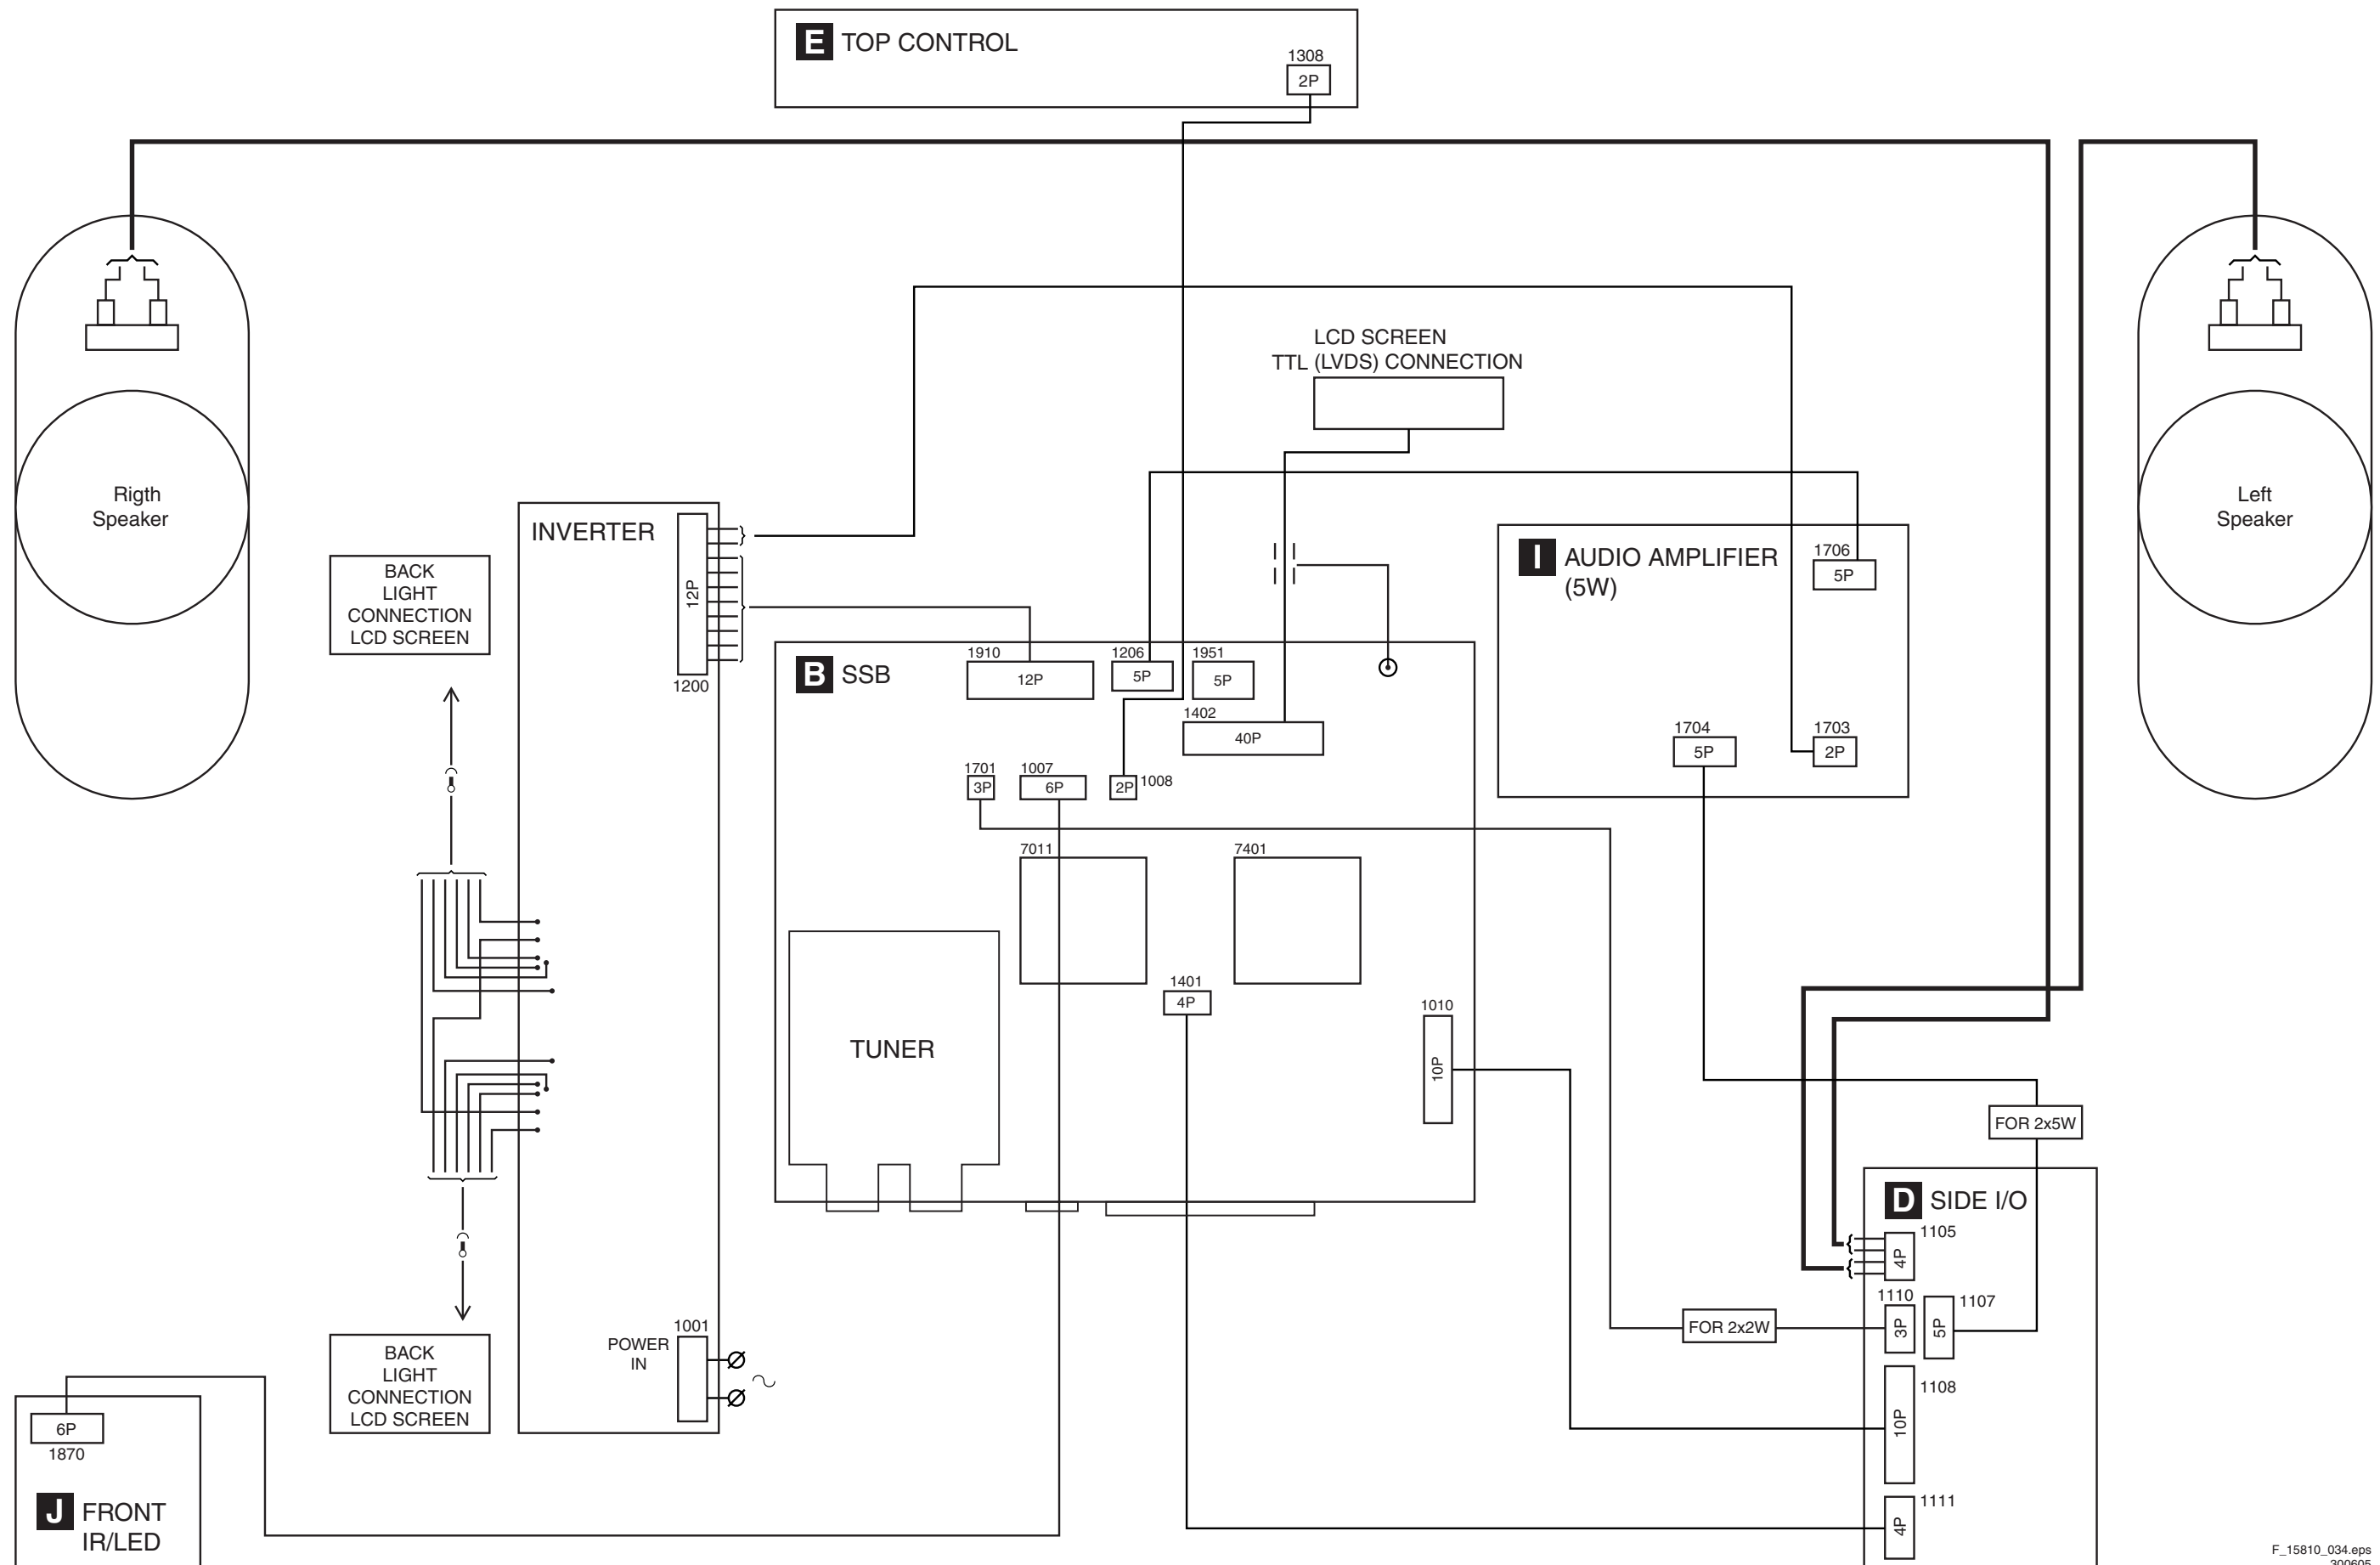 E TOP CONTROL
1308
2P
Rigth
Speaker
Left
Speaker
LCD SCREEN
TTL (LVDS) CONNECTION
INVERTER
12P
1200
BACK
LIGHT
CONNECTION
LCD SCREEN
I AUDIO AMPLIFIER
(5W)
1706
5P
1704
5P
1703
2P
B SSB
1910
12P
1206
5P
1951
5P
1402
40P
1701
3P
1007
6P
2P 1008
7011
7401
1401
4P
1010
10P
TUNER
FOR 2x5W
D SIDE I/O
1105
4P
1110
3P
1107
5P
FOR 2x2W
1108
10P
1111
4P
POWER
IN
1001
BACK
LIGHT
CONNECTION
LCD SCREEN
6P
1870
J FRONT
IR/LED
F_15810_034.eps
300605